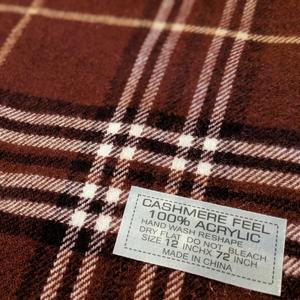 CASHMERE FEEL
100% ACRYLIC
HAND WASH RESHAPE
DRY FLAT DO NOT BLEACH
SIZE 12 INCHX 72 INCH
MADE IN CHINA